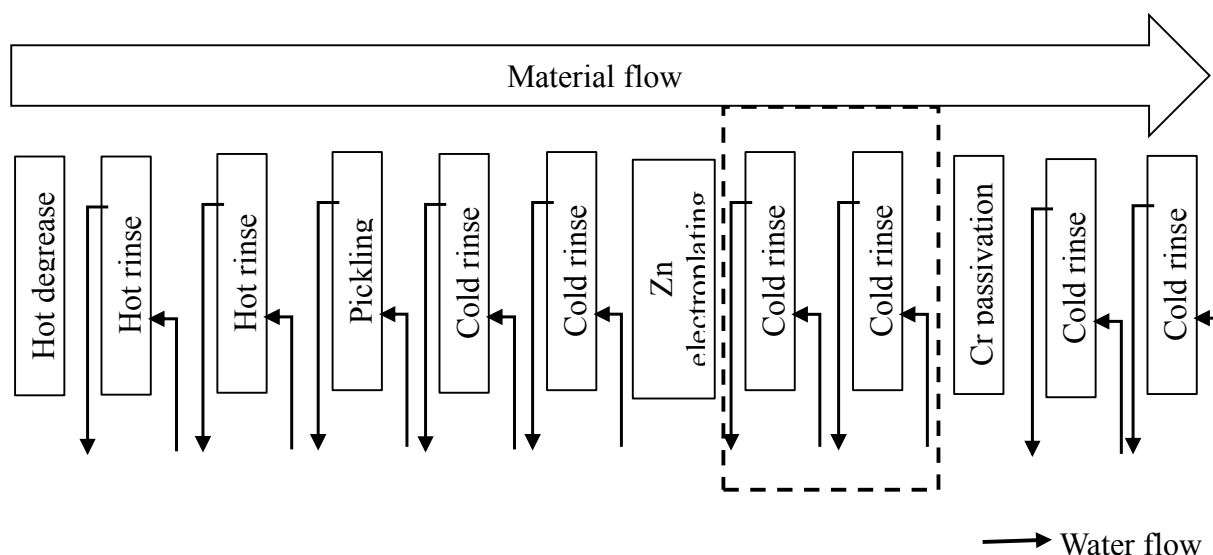 Material flow
Hot degrease
Hot rinse
Hot rinse
Pickling
Cold rinse
Cold rinse
Zn
electroplating
Cold rinse
Cold rinse
Cr passivation
Cold rinse
Cold rinse
Water flow